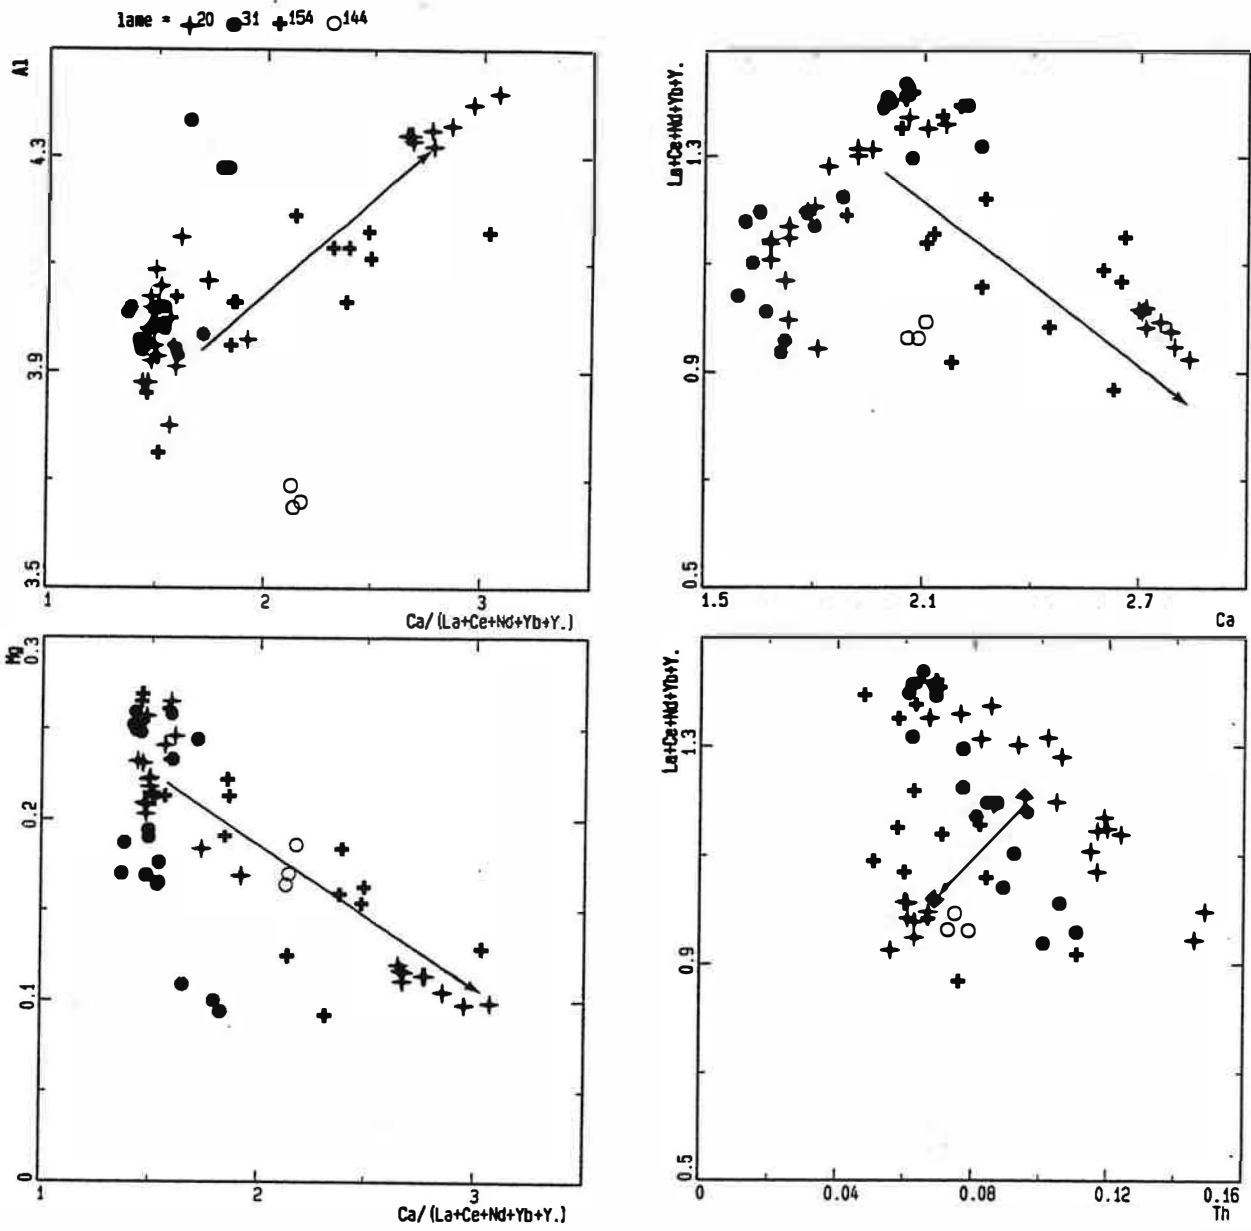 lame = 20 31 154 144
Al
4.3
3.9
3.5
2 3
Ca/(La+Ce+Nd+Yb+Y.)
La+Ce+Nd+Yb+Y.
1.3
0.9
0.5
1.5 2.1 2.7
Ca
Mg
0.3
0.2
0.1
0
1 2 3
Ca/(La+Ce+Nd+Yb+Y.)
La+Ce+Nd+Yb+Y.
1.3
0.9
0.5
0 0.04 0.08 0.12 0.16
Th